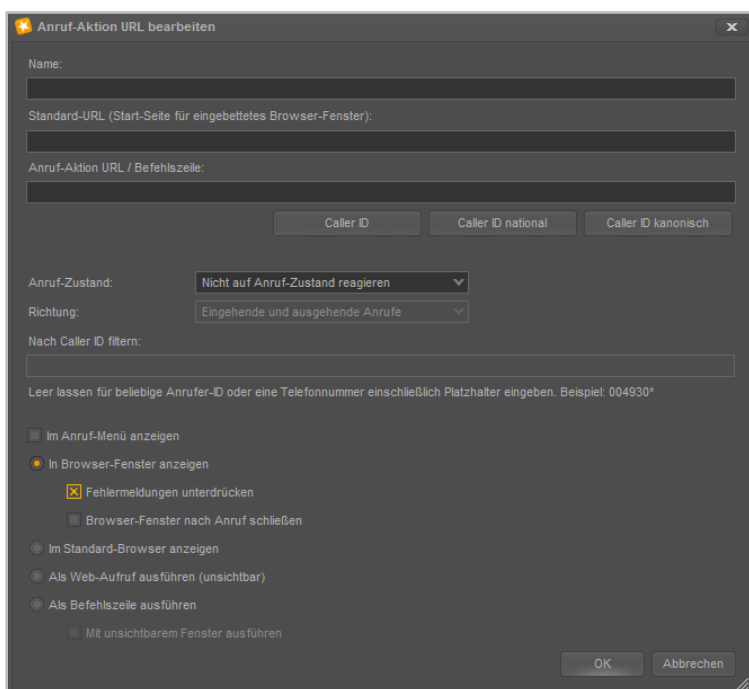 Anruf-Aktion URL bearbeiten
Name:
Standard-URL (Start-Seite für eingebettetes Browser-Fenster):
Anruf-Aktion URL / Befehlszeile:
Caller ID Caller ID national Caller ID kanonisch
Anruf-Zustand: Nicht auf Anruf-Zustand reagieren
Richtung: Eingehende und ausgehende Anrufe
Nach Caller ID filtern:
Leer lassen für beliebige Anrufer-ID oder eine Telefonnummer einschließlich Platzhalter eingeben. Beispiel: 004930*
Im Anruf-Menü anzeigen
In Browser-Fenster anzeigen
Fehlermeldungen unterdrücken
Browser-Fenster nach Anruf schließen
Im Standard-Browser anzeigen
Als Web-Aufruf ausführen (unsichtbar)
Als Befehlszeile ausführen
Mit unsichtbarem Fenster ausführen
OK Abbrechen